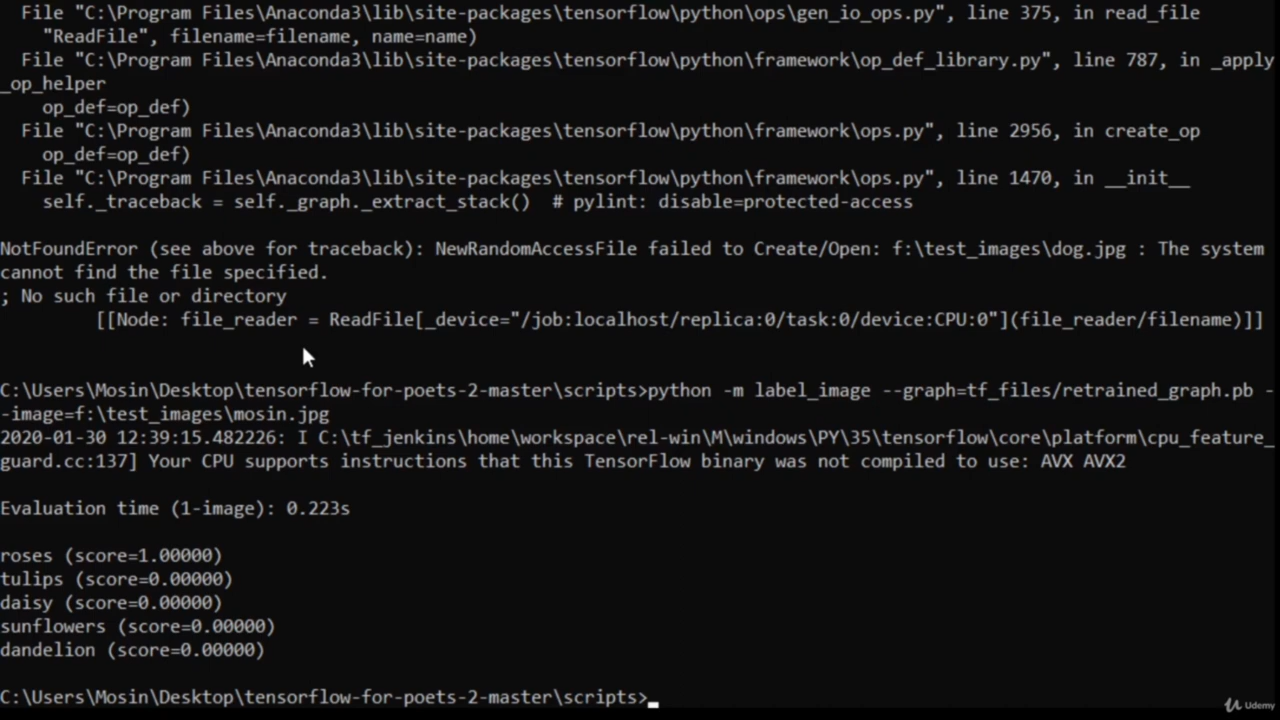 File "C:\Program Files\Anaconda3\lib\site-packages\tensorflow\python\ops\gen_io_ops.py", line 375, in read_file
"ReadFile", filename=filename, name=name)
File "C:\Program Files\Anaconda3\lib\site-packages\tensorflow\python\framework\op_def_library.py", line 787, in _apply
_op_helper
op_def=op_def)
File "C:\Program Files\Anaconda3\lib\site-packages\tensorflow\python\framework\ops.py", line 2956, in create_op
op_def=op_def)
File "C:\Program Files\Anaconda3\lib\site-packages\tensorflow\python\framework\ops.py", line 1470, in __init__
self._traceback = self._graph._extract_stack()  # pylint: disable=protected-access
NotFoundError (see above for traceback): NewRandomAccessFile failed to Create/Open: f:\test_images\dog.jpg : The system
cannot find the file specified.
; No such file or directory
[[Node: file_reader = ReadFile[_device="/job:localhost/replica:0/task:0/device:CPU:0"](file_reader/filename)]]
C:\Users\Mosin\Desktop\tensorflow-for-poets-2-master\scripts>python -m label_image --graph=tf_files/retrained_graph.pb -
-image=f:\test_images\mosin.jpg
2020-01-30 12:39:15.482226: I C:\tf_jenkins\home\workspace\rel-win\M\windows\PY\35\tensorflow\core\platform\cpu_feature_
guard.cc:137] Your CPU supports instructions that this TensorFlow binary was not compiled to use: AVX AVX2
Evaluation time (1-image): 0.223s
roses (score=1.00000)
tulips (score=0.00000)
daisy (score=0.00000)
sunflowers (score=0.00000)
dandelion (score=0.00000)
C:\Users\Mosin\Desktop\tensorflow-for-poets-2-master\scripts>_
Udemy